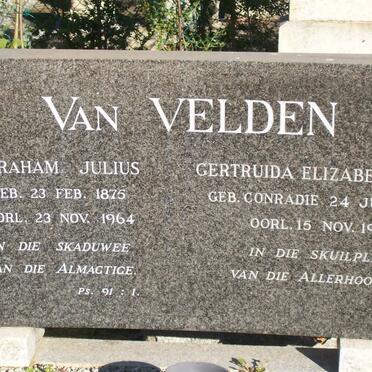 VAN VELDEN
RAHAM JULIUS
EB. 23 FEB. 1875
ORL. 23 NOV. 1964
N DIE SKADUWEE
AN DIE ALMAGTIGE.
Ps. 91 : 1.
GERTRUIDA ELIZABE
GEB. CONRADIE 24 J
OORL. 15 NOV. 19
IN DIE SKUILPL
VAN DIE ALLERHOO